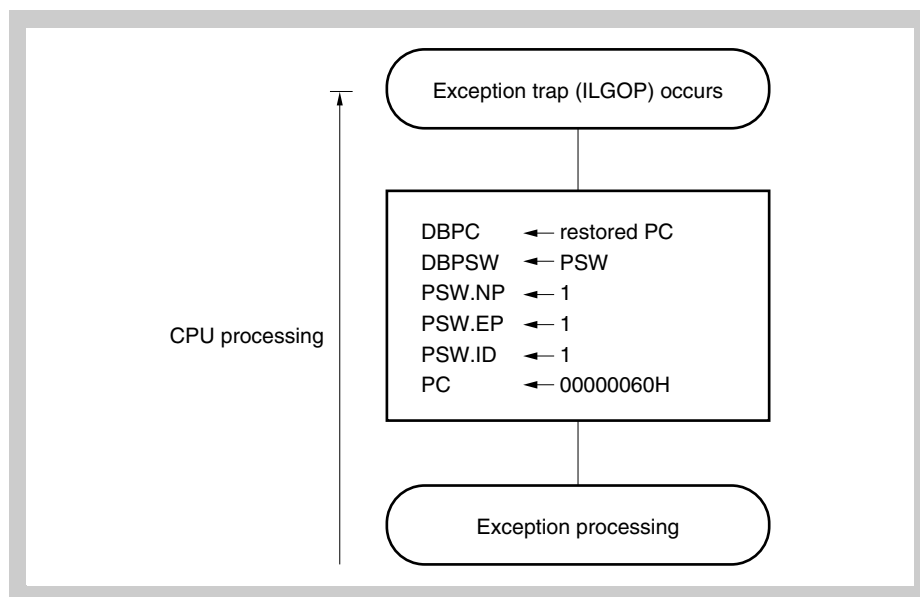 Exception trap (ILGOP) occurs
DBPC ← restored PC
DBPSW ← PSW
PSW.NP ← 1
PSW.EP ← 1
PSW.ID ← 1
PC ← 00000060H
CPU processing
Exception processing